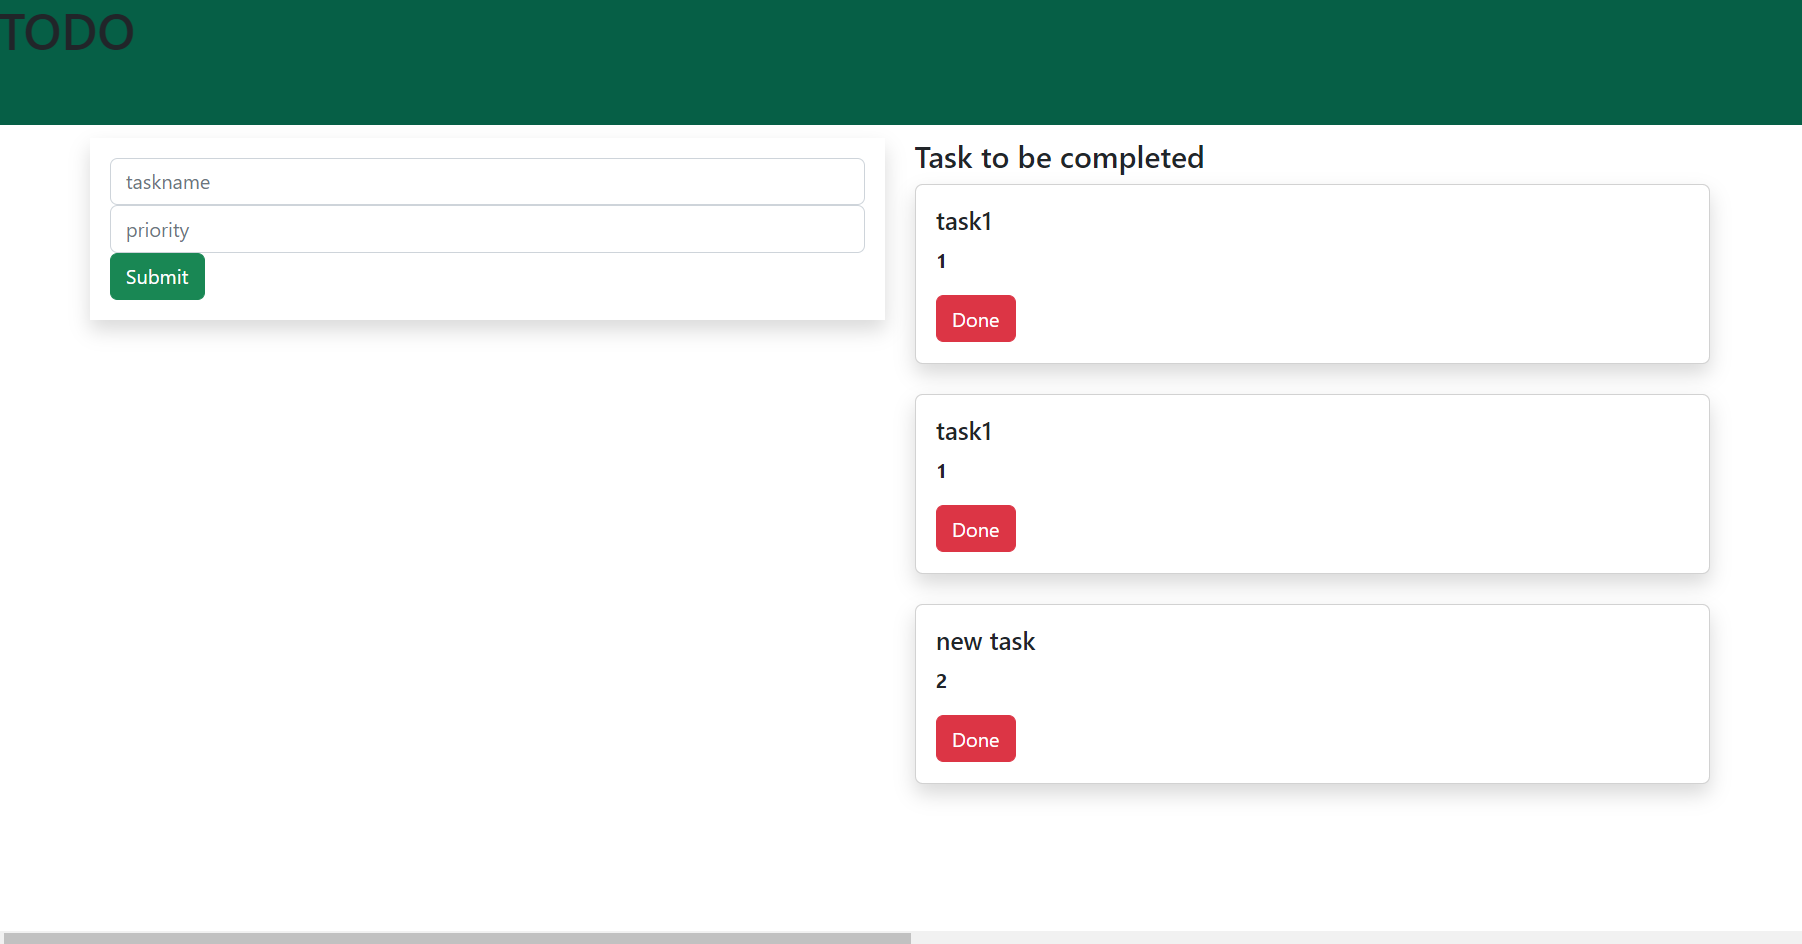 TODO
taskname
priority
Submit
Task to be completed
task1
1
Done
task1
1
Done
new task
2
Done